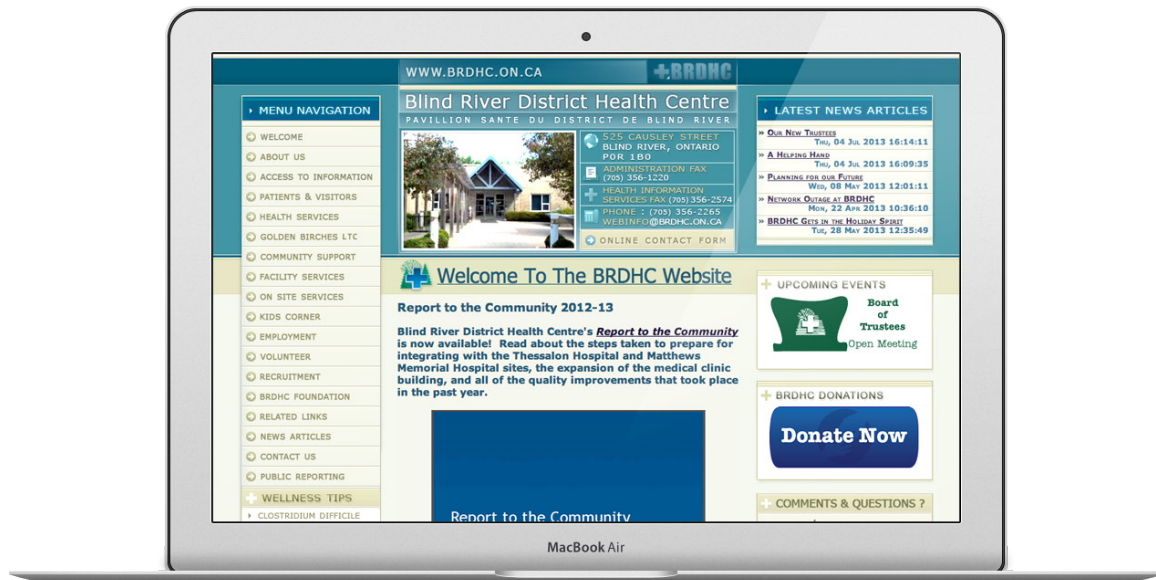 WWW.BRDHC.ON.CA
BRDHC
MENU NAVIGATION
WELCOME
ABOUT US
ACCESS TO INFORMATION
PATIENTS & VISITORS
HEALTH SERVICES
GOLDEN BIRCHES LTC
COMMUNITY SUPPORT
FACILITY SERVICES
ON SITE SERVICES
KIDS CORNER
EMPLOYMENT
VOLUNTEER
RECRUITMENT
BRDHC FOUNDATION
RELATED LINKS
NEWS ARTICLES
CONTACT US
PUBLIC REPORTING
WELLNESS TIPS
CLOSTRIDIUM DIFFICILE
Blind River District Health Centre
PAVILLION SANTE DU DISTRICT DE BLIND RIVER
525 CAUSLEY STREET
BLIND RIVER, ONTARIO
P0R 1B0
ADMINISTRATION FAX
(705) 356-1220
HEALTH INFORMATION
SERVICES FAX (705) 356-2574
PHONE : (705) 356-2265
WEBINFO@BRDHC.ON.CA
ONLINE CONTACT FORM
Welcome To The BRDHC Website
Report to the Community 2012-13
Blind River District Health Centre's Report to the Community
is now available! Read about the steps taken to prepare for
integrating with the Thessalon Hospital and Matthews
Memorial Hospital sites, the expansion of the medical clinic
building, and all of the quality improvements that took place
in the past year.
Report to the Community
LATEST NEWS ARTICLES
» Our New Trustees
Thu, 04 Jul 2013 16:14:11
» A Helping Hand
Thu, 04 Jul 2013 16:09:35
» Planning for our Future
Wed, 08 May 2013 12:01:11
» Network Outage at BRDHC
Mon, 22 Apr 2013 10:36:10
» BRDHC Gets in the Holiday Spirit
Tue, 28 May 2013 12:35:49
UPCOMING EVENTS
Board
of
Trustees
Open Meeting
BRDHC DONATIONS
Donate Now
COMMENTS & QUESTIONS ?
MacBook Air